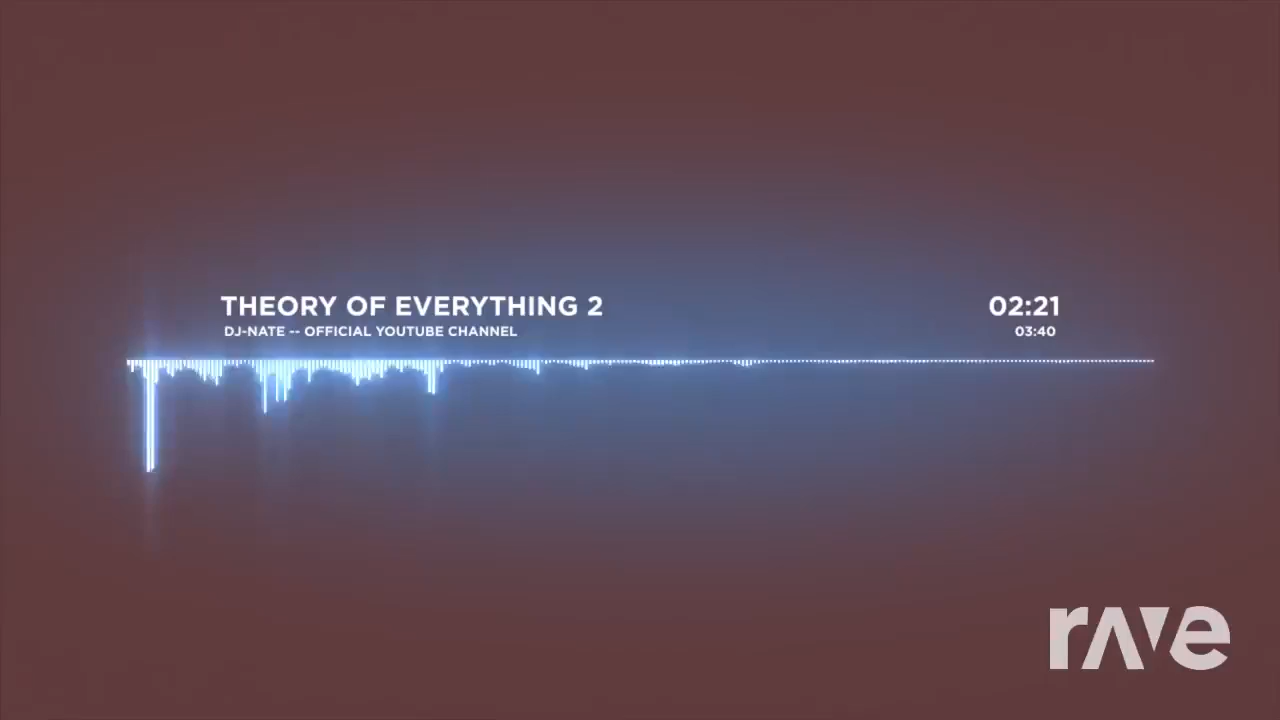 THEORY OF EVERYTHING 2
02:21
DJ-NATE -- OFFICIAL YOUTUBE CHANNEL
03:40
rave